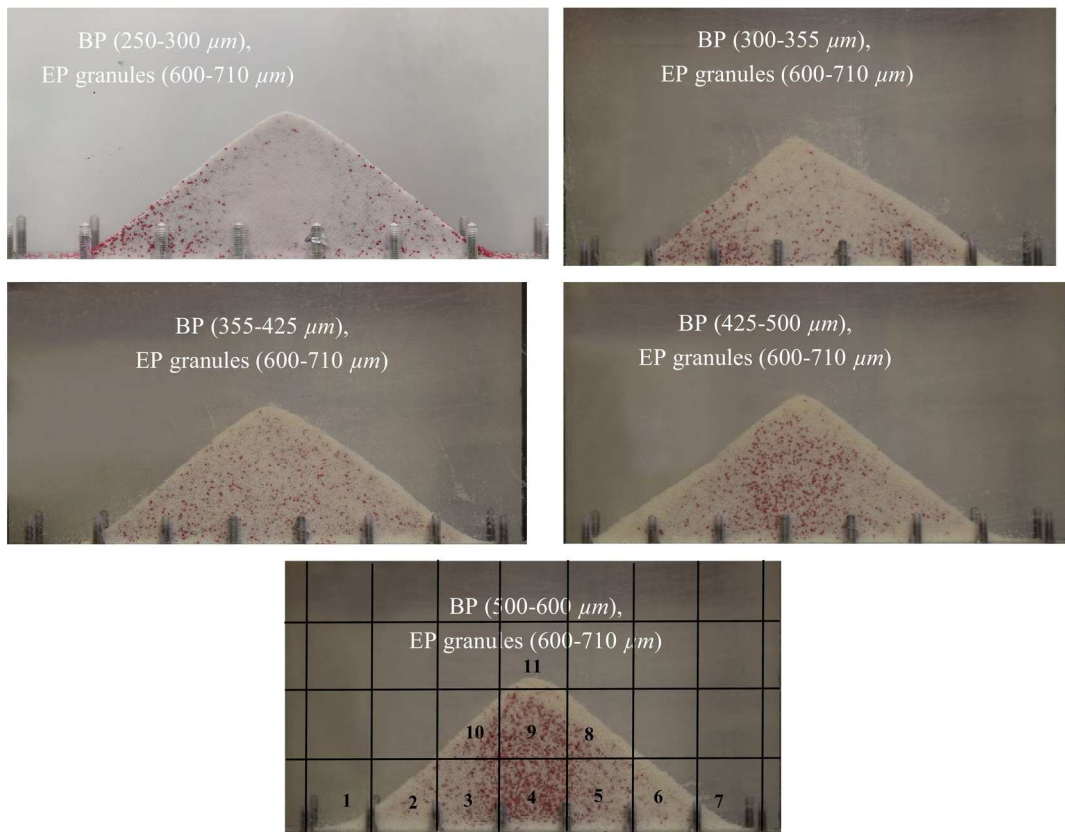 BP (250-300 µm),
EP granules (600-710 µm)
BP (300-355 µm),
EP granules (600-710 µm)
BP (355-425 µm),
EP granules (600-710 µm)
BP (425-500 µm),
EP granules (600-710 µm)
BP (500-600 µm),
EP granules (600-710 µm)
11
10 9 8
1 2 3 4 5 6 7